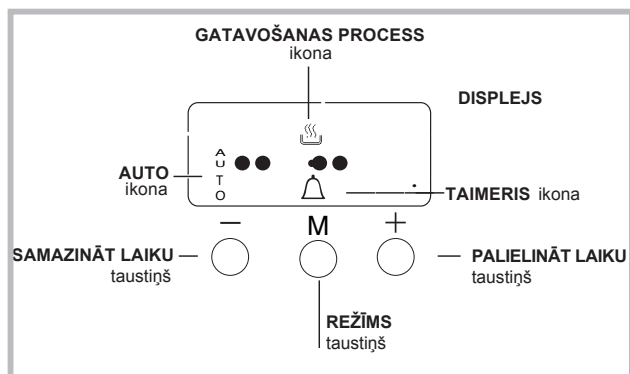 GATAVOŠANAS PROCESS
ikona
DISPLEJS
AUTO
AUTO
ikona
TAIMERIS ikona
− M +
SAMAZINĀT LAIKU
taustiņš
PALIELINĀT LAIKU
taustiņš
REŽĪMS
taustiņš